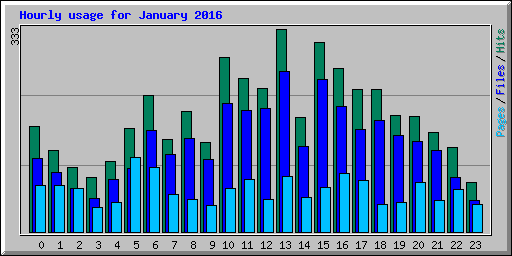 Hourly usage for January 2016
333
Pages / Files / Hits
0 1 2 3 4 5 6 7 8 9 10 11 12 13 14 15 16 17 18 19 20 21 22 23